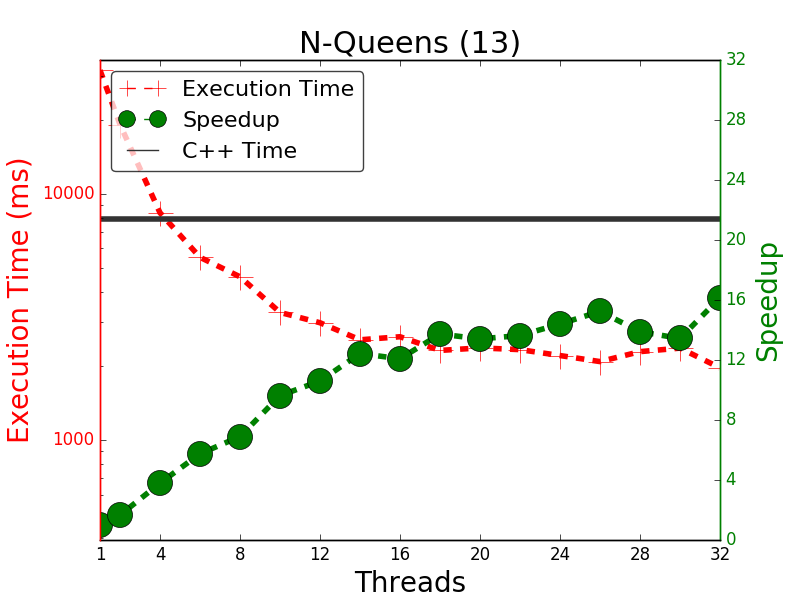 N-Queens (13)
Execution Time
Speedup
C++ Time
Execution Time (ms)
10000
1000
32
28
24
20
16
12
8
4
0
Speedup
1 4 8 12 16 20 24 28 32
Threads